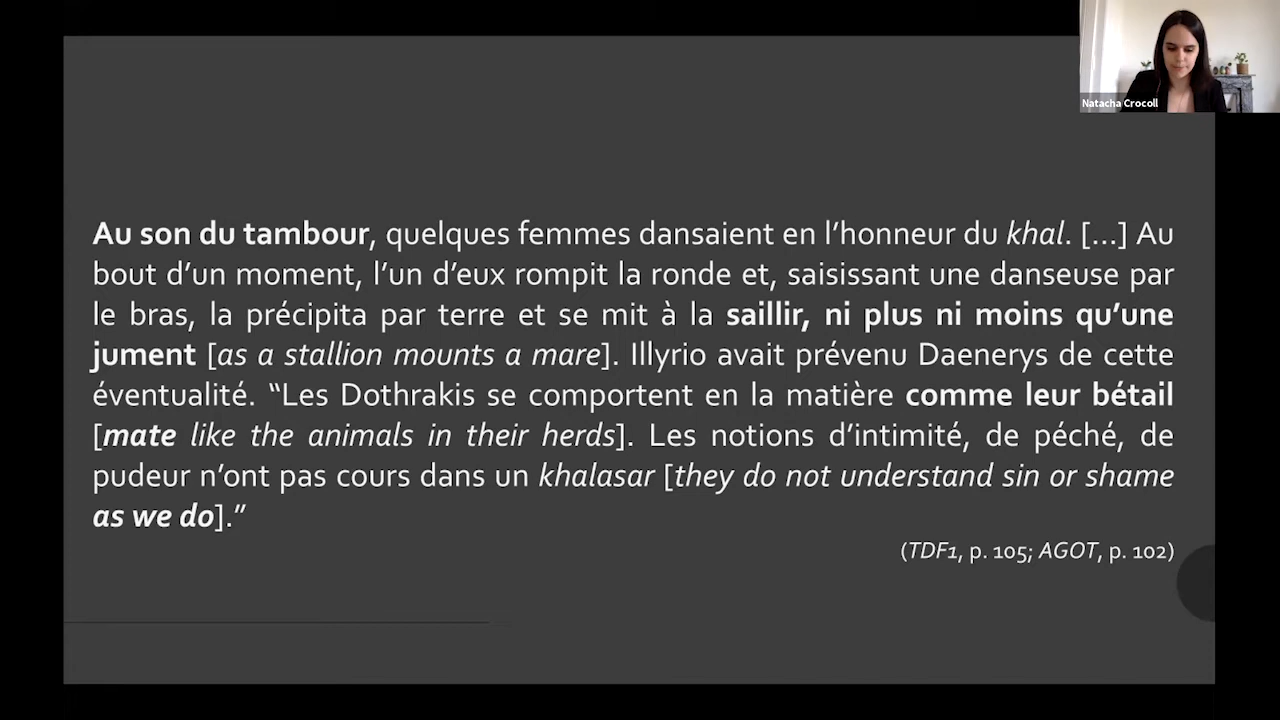 Natacha Crocoll
Au son du tambour, quelques femmes dansaient en l’honneur du khal. […] Au
bout d’un moment, l’un d’eux rompit la ronde et, saisissant une danseuse par
le bras, la précipita par terre et se mit à la saillir, ni plus ni moins qu’une
jument [as a stallion mounts a mare]. Illyrio avait prévenu Daenerys de cette
éventualité. “Les Dothrakis se comportent en la matière comme leur bétail
[mate like the animals in their herds]. Les notions d’intimité, de péché, de
pudeur n’ont pas cours dans un khalasar [they do not understand sin or shame
as we do].”
(TDF1, p. 105; AGOT, p. 102)